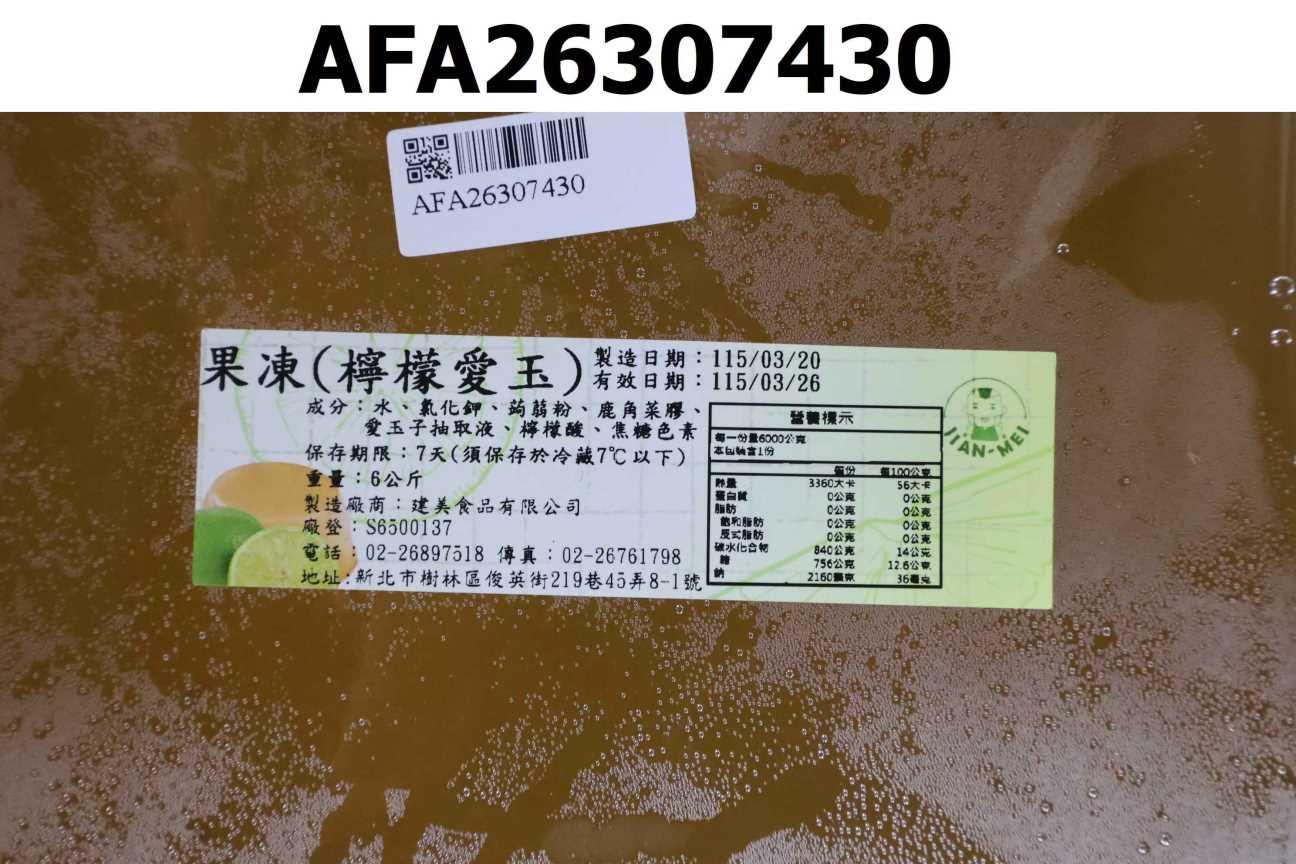 AFA26307430
AFA26307430
果凍(檸檬愛玉)
製造日期：115/03/20
有效日期：115/03/26
成分：水、氯化鉀、蒟蒻粉、鹿角菜膠、
愛玉子抽取液、檸檬酸、焦糖色素
保存期限：7天(須保存於冷藏7℃以下)
重量：6公斤
製造廠商：建美食品有限公司
廠登：S6500137
電話：02-26897518 傳真：02-26761798
地址:新北市樹林區俊英街219巷45弄8-1號
營養標示
每一份量6000公克
本包裝含1份
每份 每100公克
熱量 3360大卡 56大卡
蛋白質 0公克 0公克
脂肪 0公克 0公克
飽和脂肪 0公克 0公克
反式脂肪 0公克 0公克
碳水化合物 840公克 14公克
糖 756公克 12.6公克
鈉 2160毫克 36毫克
JIAN-MEI